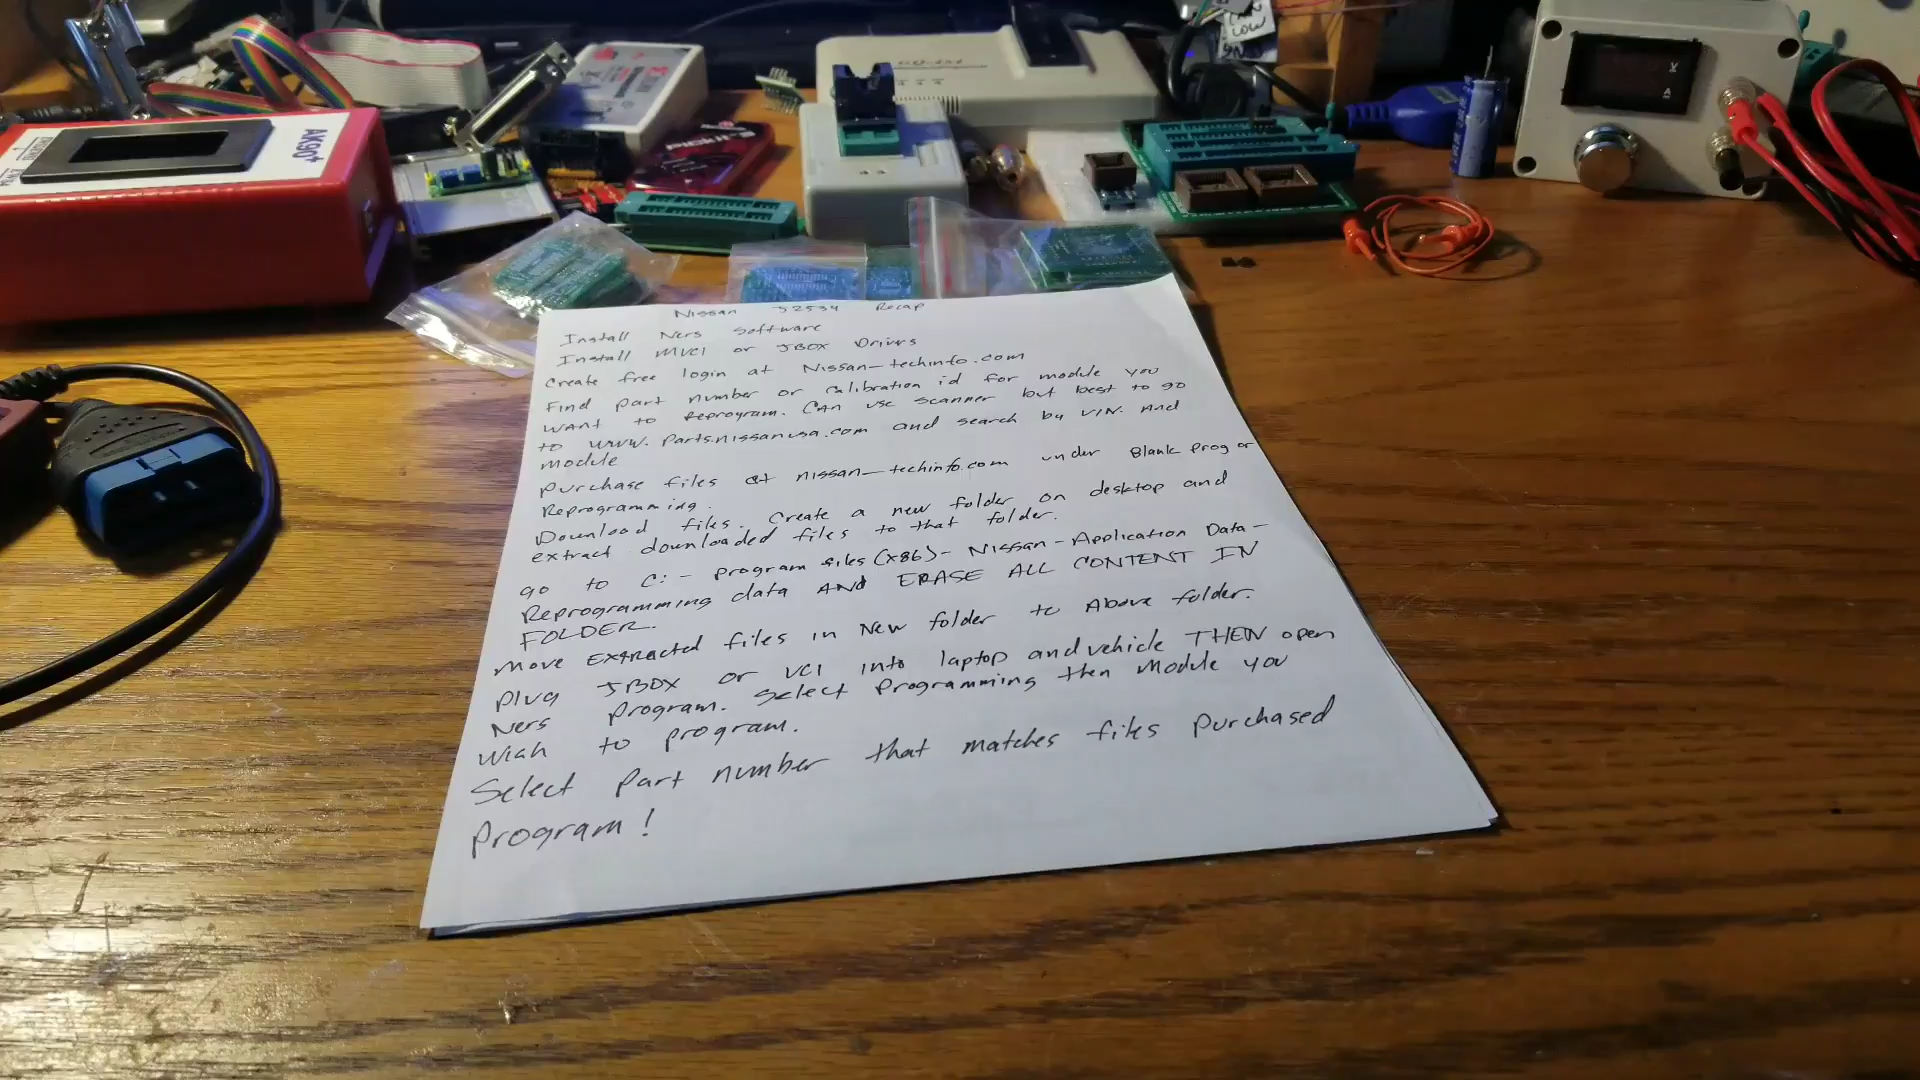 AK90+
LOW
V
A
Nissan J2534 Recap
Install Ners Software
Install MVCI or JBOX Drivers
Create free login at Nissan-techinfo.com
Find part number or calibration id for module you
want to Reprogram. CAN use scanner but best to go
to www.parts.nissanusa.com and search by VIN. And
module
purchase files at nissan-techinfo.com under Blank prog or
Reprogramming.
Download files. Create a new folder on desktop and
extract downloaded files to that folder.
go to C: - program files (x86) - Nissan - Application Data -
Reprogramming data AND ERASE ALL CONTENT IN
FOLDER.
Move Extracted files in New folder to Above folder.
plug JBOX or VCI into laptop and vehicle THEN open
Ners program. Select Programming then Module you
Wish to program.
Select Part number that matches files purchased
program!